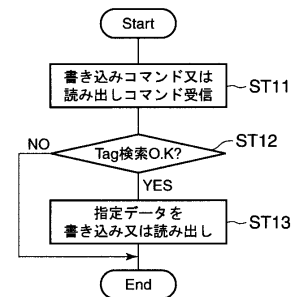 Start
書き込みコマンド又は
読み出しコマンド受信
ST11
Tag検索O.K?
ST12
NO
YES
指定データを
書き込み又は読み出し
ST13
End